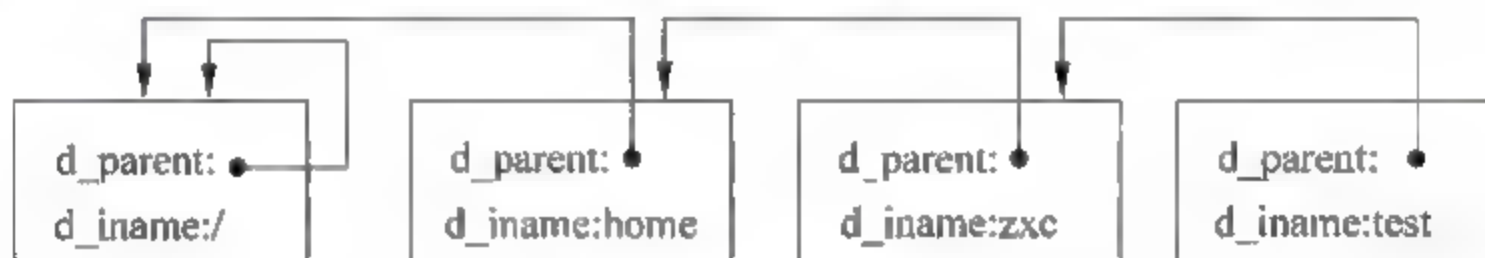 d_parent:
d_iname:/
d_parent:
d_iname:home
d_parent:
d_iname:zxc
d_parent:
d_iname:test